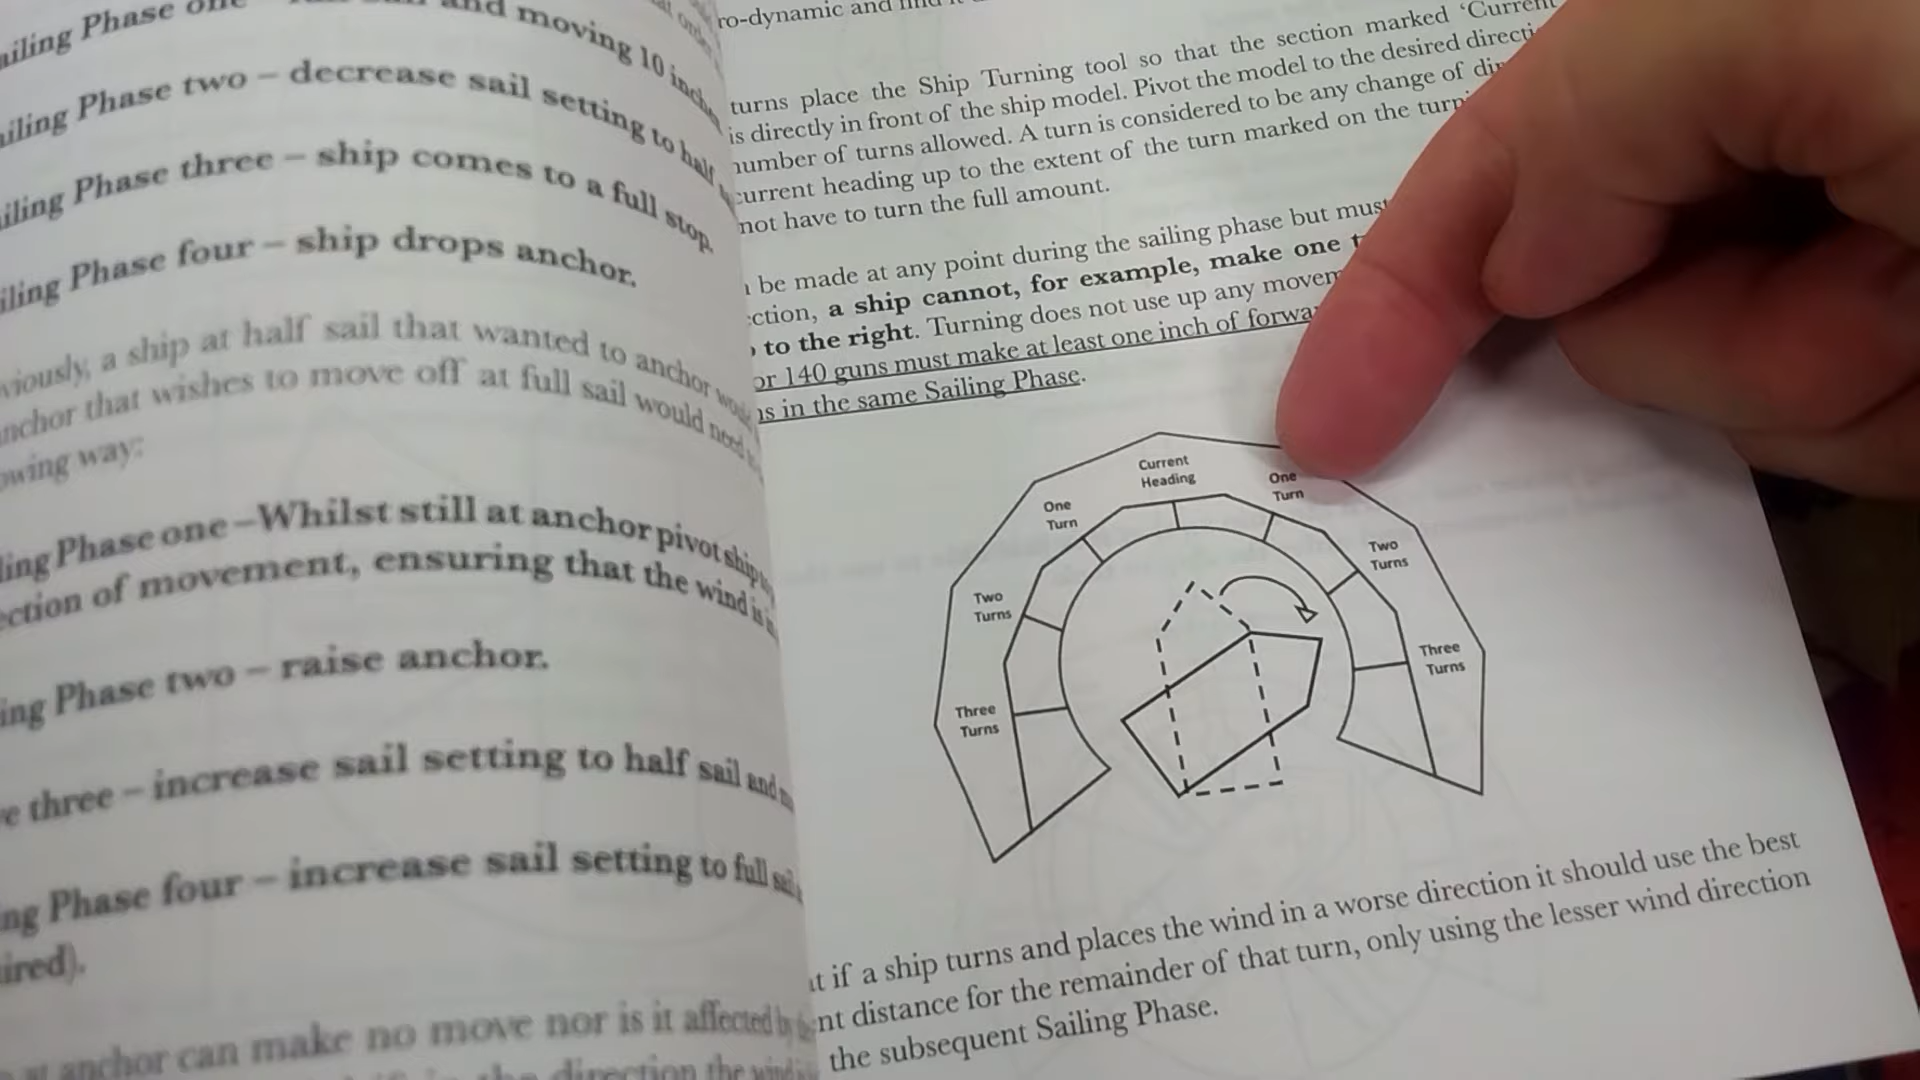 ailing Phase one – and moving 10 inches
ailing Phase two – decrease sail setting to half
iling Phase three – ship comes to a full stop.
iling Phase four – ship drops anchor.
viously, a ship at half sail that wanted to anchor would
nchor that wishes to move off at full sail would need to
owing way:
ling Phase one – Whilst still at anchor pivot ship
ection of movement, ensuring that the wind is
ing Phase two – raise anchor.
e three – increase sail setting to half sail and
ng Phase four – increase sail setting to full
ired).
at anchor can make no move nor is it affected by
direction the wind
ro-dynamic and find it
turns place the Ship Turning tool so that the section marked ‘Current
is directly in front of the ship model. Pivot the model to the desired directi
number of turns allowed. A turn is considered to be any change of dir
current heading up to the extent of the turn marked on the turn
not have to turn the full amount.
be made at any point during the sailing phase but must
ction, a ship cannot, for example, make one t
to the right. Turning does not use up any movem
or 140 guns must make at least one inch of forwa
ns in the same Sailing Phase.
Current
Heading
One
Turn
One
Turn
Two
Turns
Two
Turns
Three
Turns
Three
Turns
t if a ship turns and places the wind in a worse direction it should use the best
nt distance for the remainder of that turn, only using the lesser wind direction
the subsequent Sailing Phase.